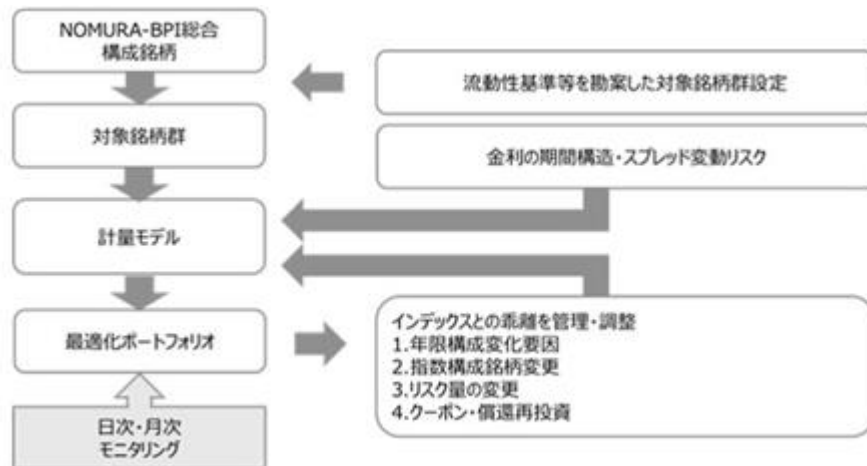 NOMURA-BPI総合
構成銘柄
流動性基準等を勘案した対象銘柄群設定
対象銘柄群
金利の期間構造・スプレッド変動リスク
計量モデル
最適化ポートフォリオ
インデックスとの乖離を管理・調整
1.年限構成変化要因
2.指数構成銘柄変更
3.リスク量の変更
4.クーポン・償還再投資
日次・月次
モニタリング